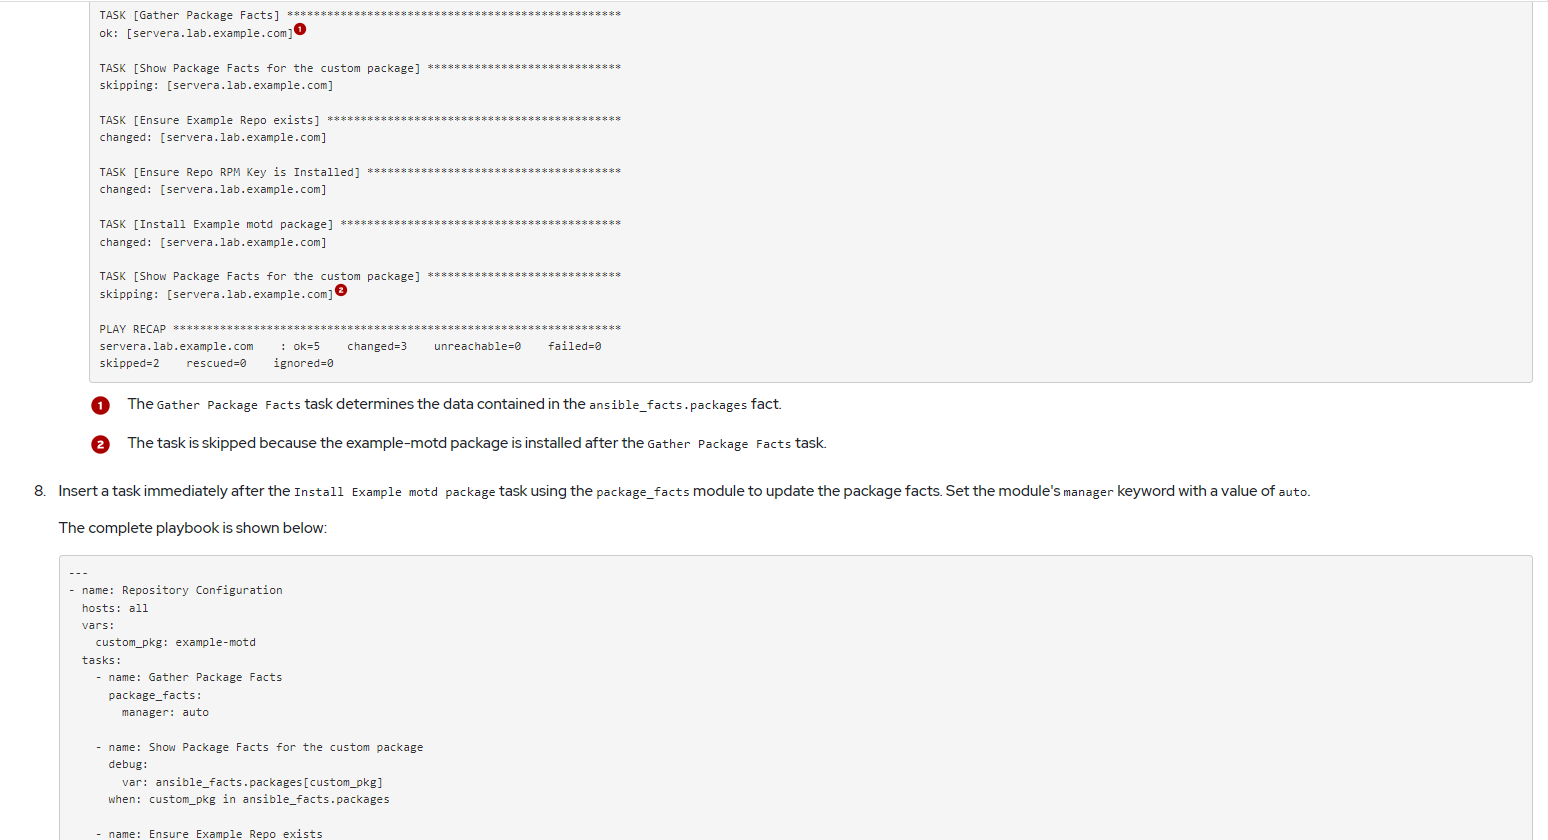 TASK [Gather Package Facts] **************************************************
ok: [servera.lab.example.com]1
TASK [Show Package Facts for the custom package] *****************************
skipping: [servera.lab.example.com]
TASK [Ensure Example Repo exists] ********************************************
changed: [servera.lab.example.com]
TASK [Ensure Repo RPM Key is Installed] **************************************
changed: [servera.lab.example.com]
TASK [Install Example motd package] ******************************************
changed: [servera.lab.example.com]
TASK [Show Package Facts for the custom package] *****************************
skipping: [servera.lab.example.com]2
PLAY RECAP *******************************************************************
servera.lab.example.com    : ok=5    changed=3    unreachable=0    failed=0
skipped=2    rescued=0    ignored=0
1 The Gather Package Facts task determines the data contained in the ansible_facts.packages fact.
2 The task is skipped because the example-motd package is installed after the Gather Package Facts task.
8. Insert a task immediately after the Install Example motd package task using the package_facts module to update the package facts. Set the module's manager keyword with a value of auto.
The complete playbook is shown below:
---
- name: Repository Configuration
  hosts: all
  vars:
    custom_pkg: example-motd
  tasks:
    - name: Gather Package Facts
      package_facts:
        manager: auto
    - name: Show Package Facts for the custom package
      debug:
        var: ansible_facts.packages[custom_pkg]
      when: custom_pkg in ansible_facts.packages
    - name: Ensure Example Repo exists